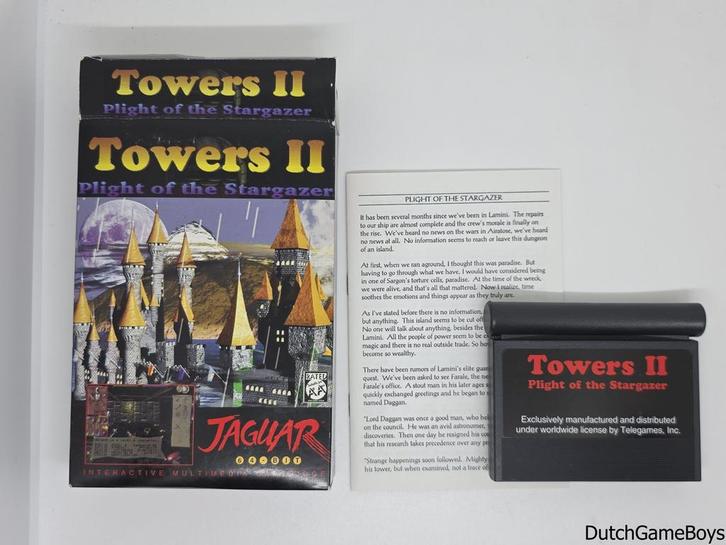 Towers II
Plight of the Stargazer
Towers II
Plight of the Stargazer
JAGUAR
64-BIT
INTERACTIVE MULTIMEDIA
PLIGHT OF THE STARGAZER
It has been several months since we've been in Lamini. The repairs
to our ship are almost complete and the crew's morale is finally on
the rise. We've heard no news on the wars in Airatose, we've heard
no news at all. No information seems to reach or leave this dungeon
of an island.
At first, when we ran aground, I thought this was paradise. But
having to go through what we have, I would have considered being
in one of Sargon's torture cells, paradise. At the time of the wreck,
we were alive, and that's all that mattered. Now I realize, time
soothes the emotions and things appear as they truly are.
As I've stated before there is no information,
but anything. This island seems to be cut of
No one will talk about anything, besides the
Lamini. All the people of power seem to be ex
magic and there is no real outside trade. So how
become so wealthy.
There have been rumors of Lamini's elite guar
quest. We've been asked to see Farale, the
Farale's office. A stout man in his later ages s
quickly exchanged greetings and he began to
named Daggan.
"Lord Daggan was once a good man, who bel
on the council. He was an avid astronomer,
discoveries. Then one day he resigned his co
that his research takes precedence over any pr
"Strange happenings soon followed. Mighty
his tower, but when examined, not a trace of
Towers II
Plight of the Stargazer
Exclusively manufactured and distributed
under worldwide license by Telegames, Inc.
DutchGameBoys